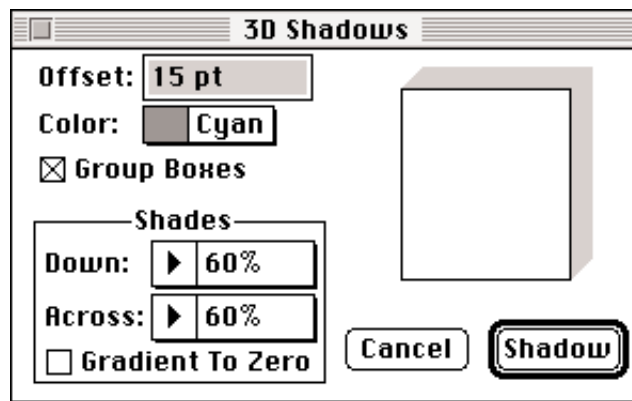 3D Shadows
Offset: 15 pt
Color: Cyan
Group Boxes
Shades
Down: 60%
Across: 60%
Gradient To Zero
Cancel Shadow